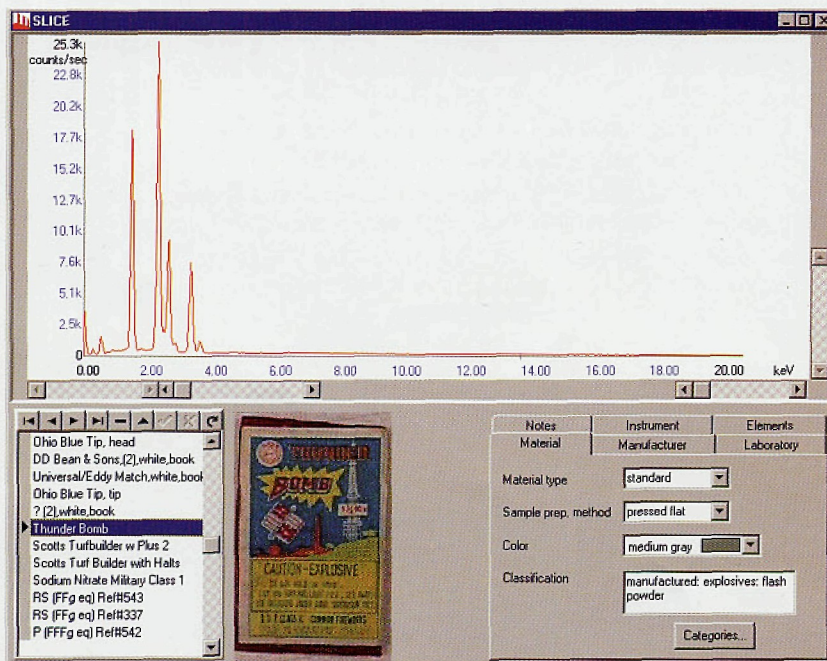 SLICE
25.3k
counts/sec
22.8k
20.2k
17.7k
15.2k
12.7k
10.1k
7.6k
5.1k
2.5k
0
0.00 2.00 4.00 6.00 8.00 10.00 12.00 14.00 16.00 18.00 20.00 keV
Ohio Blue Tip, head
DD Bean & Sons,(2),white,book
Universal/Eddy Match,white,book
Ohio Blue Tip, tip
? (2),white,book
Thunder Bomb
Scotts Turfbuilder w Plus 2
Scotts Turf Builder with Halts
Sodium Nitrate Military Class 1
RS (FFg eq) Ref#543
RS (FFg eq) Ref#337
P (FFFg eq) Ref#542
THUNDER
BOMB
CAUTION - EXPLOSIVE
Notes Instrument Elements
Material Manufacturer Laboratory
Material type standard
Sample prep. method pressed flat
Color medium gray
Classification manufactured: explosives: flash
powder
Categories...